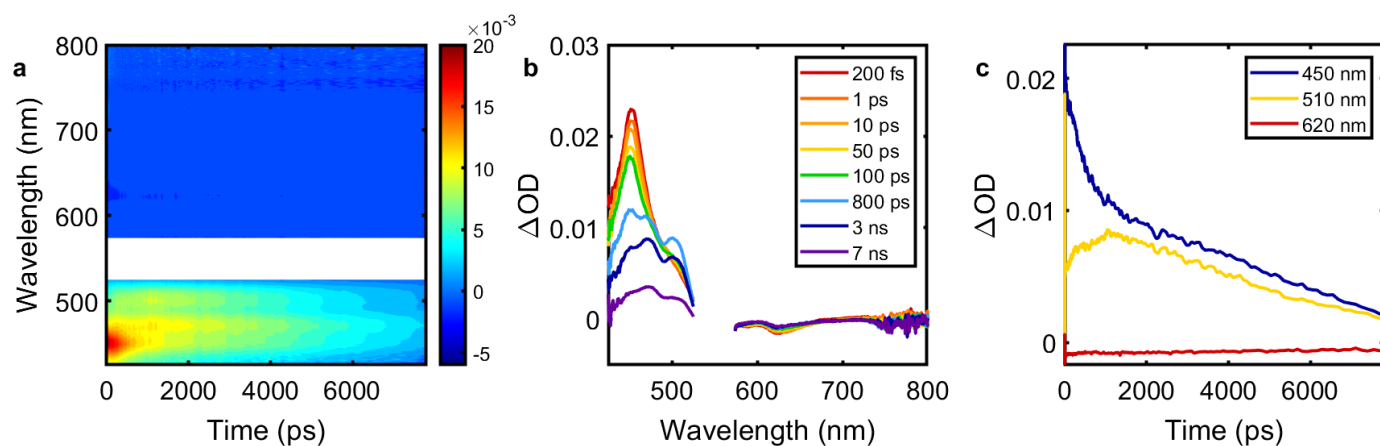 a
Wavelength (nm)
800
700
600
500
0
2000
4000
6000
Time (ps)
×10⁻³
20
15
10
5
0
-5
b
ΔOD
0.03
0.02
0.01
0
500
600
700
800
Wavelength (nm)
200 fs
1 ps
10 ps
50 ps
100 ps
800 ps
3 ns
7 ns
c
ΔOD
0.02
0.01
0
0
2000
4000
6000
Time (ps)
450 nm
510 nm
620 nm